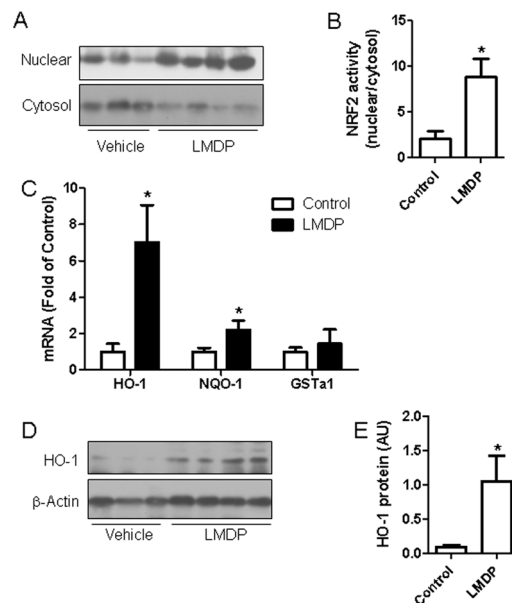 A
Nuclear
Cytosol
Vehicle LMDP
B
NRF2 activity
(nuclear/cytosol)
15
10
5
0
*
Control
LMDP
C
mRNA (Fold of Control)
10
8
6
4
2
0
*
*
Control
LMDP
HO-1 NQO-1 GSTa1
D
HO-1
β-Actin
Vehicle LMDP
E
HO-1 protein (AU)
2.0
1.5
1.0
0.5
0.0
*
Control
LMDP